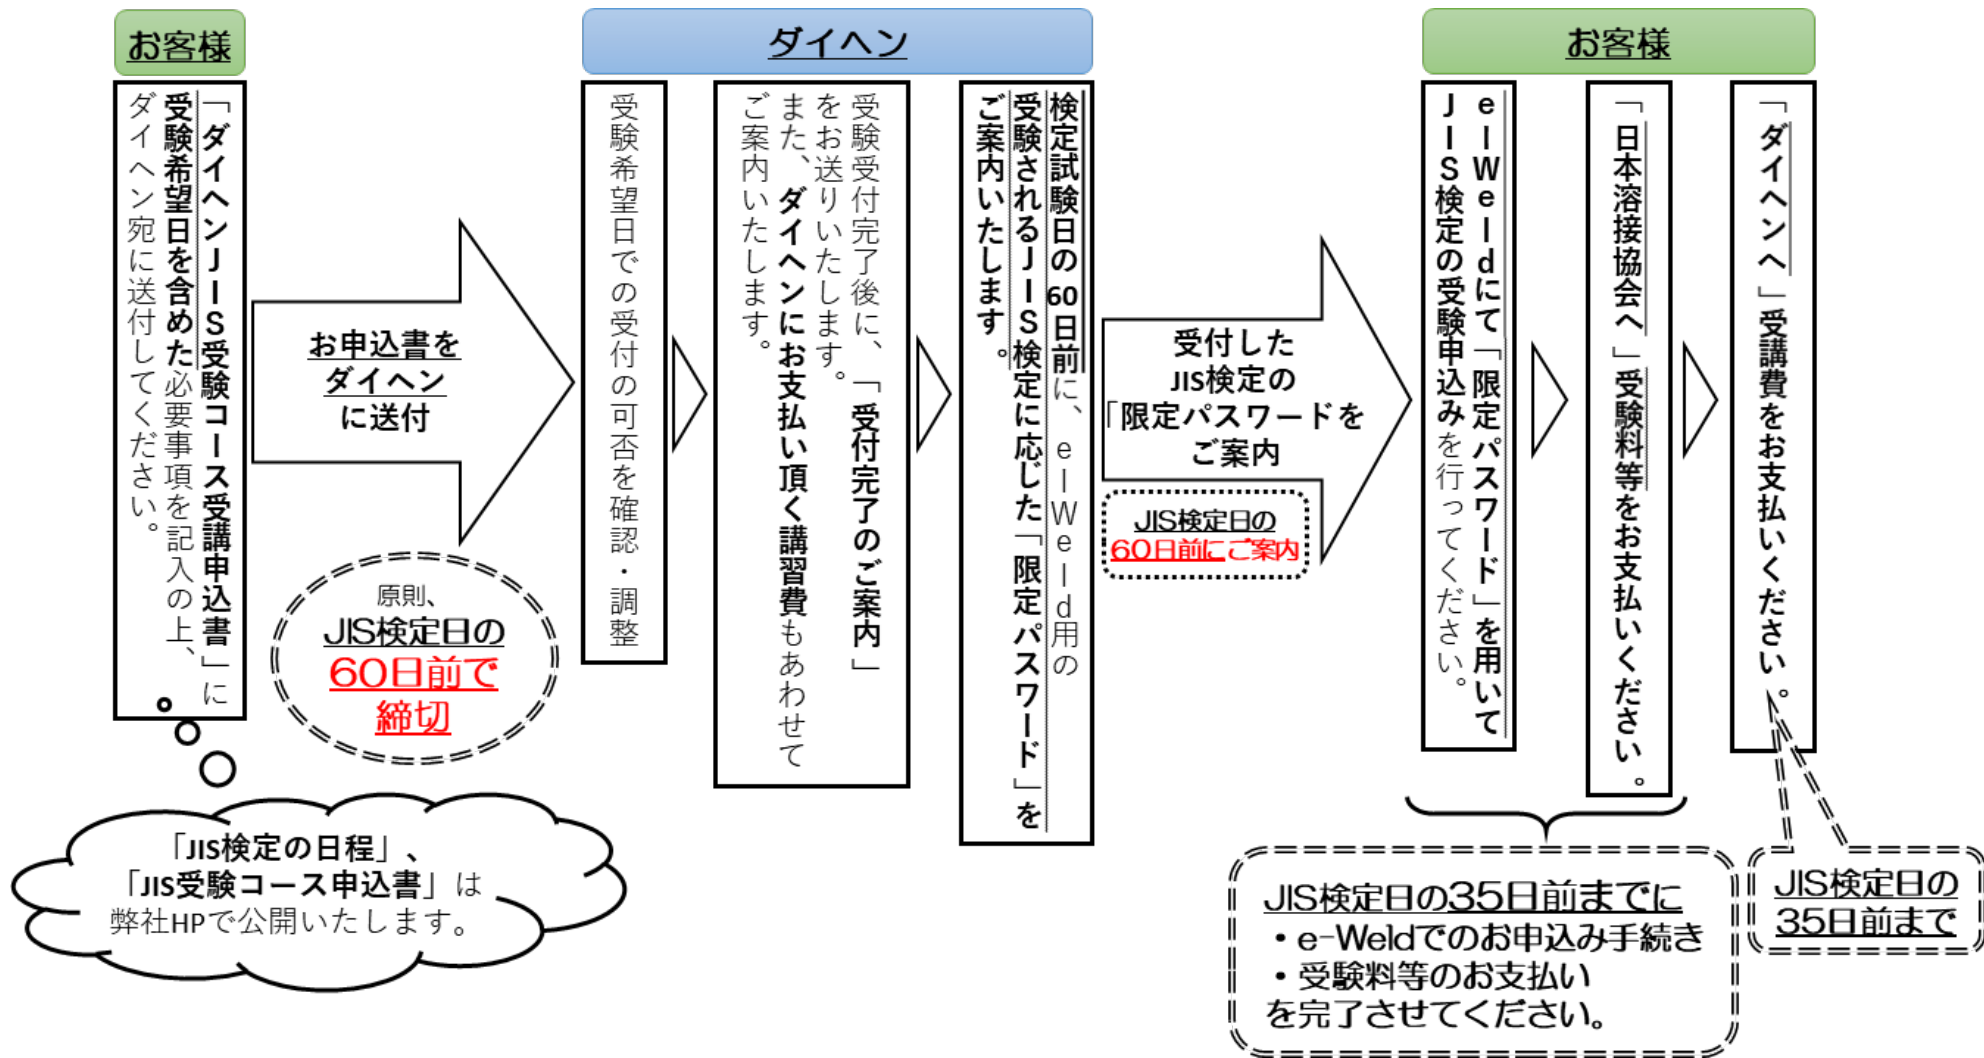 お客様
「ダイヘンJIS受験コース受講申込書」に
受験希望日を含めた必要事項を記入の上、
ダイヘン宛に送付してください。
「JIS検定の日程」、
「JIS受験コース申込書」は
弊社HPで公開いたします。
お申込書を
ダイヘン
に送付
原則、
JIS検定日の
60日前で
締切
ダイヘン
受験希望日での受付の可否を確認・調整
受験受付完了後に、「受付完了のご案内」
をお送りいたします。
また、ダイヘンにお支払い頂く講習費もあわせて
ご案内いたします。
検定試験日の60日前に、e-Weld用の
受験されるJIS検定に応じた「限定パスワード」を
ご案内いたします。
受付した
JIS検定の
「限定パスワードを
ご案内
JIS検定日の
60日前にご案内
お客様
e-Weldにて「限定パスワード」を用いて
JIS検定の受験申込みを行ってください。
「日本溶接協会へ」受験料等をお支払いください。
「ダイヘンへ」受講費をお支払いください。
JIS検定日の35日前までに
・e-Weldでのお申込み手続き
・受験料等のお支払い
を完了させてください。
JIS検定日の
35日前まで